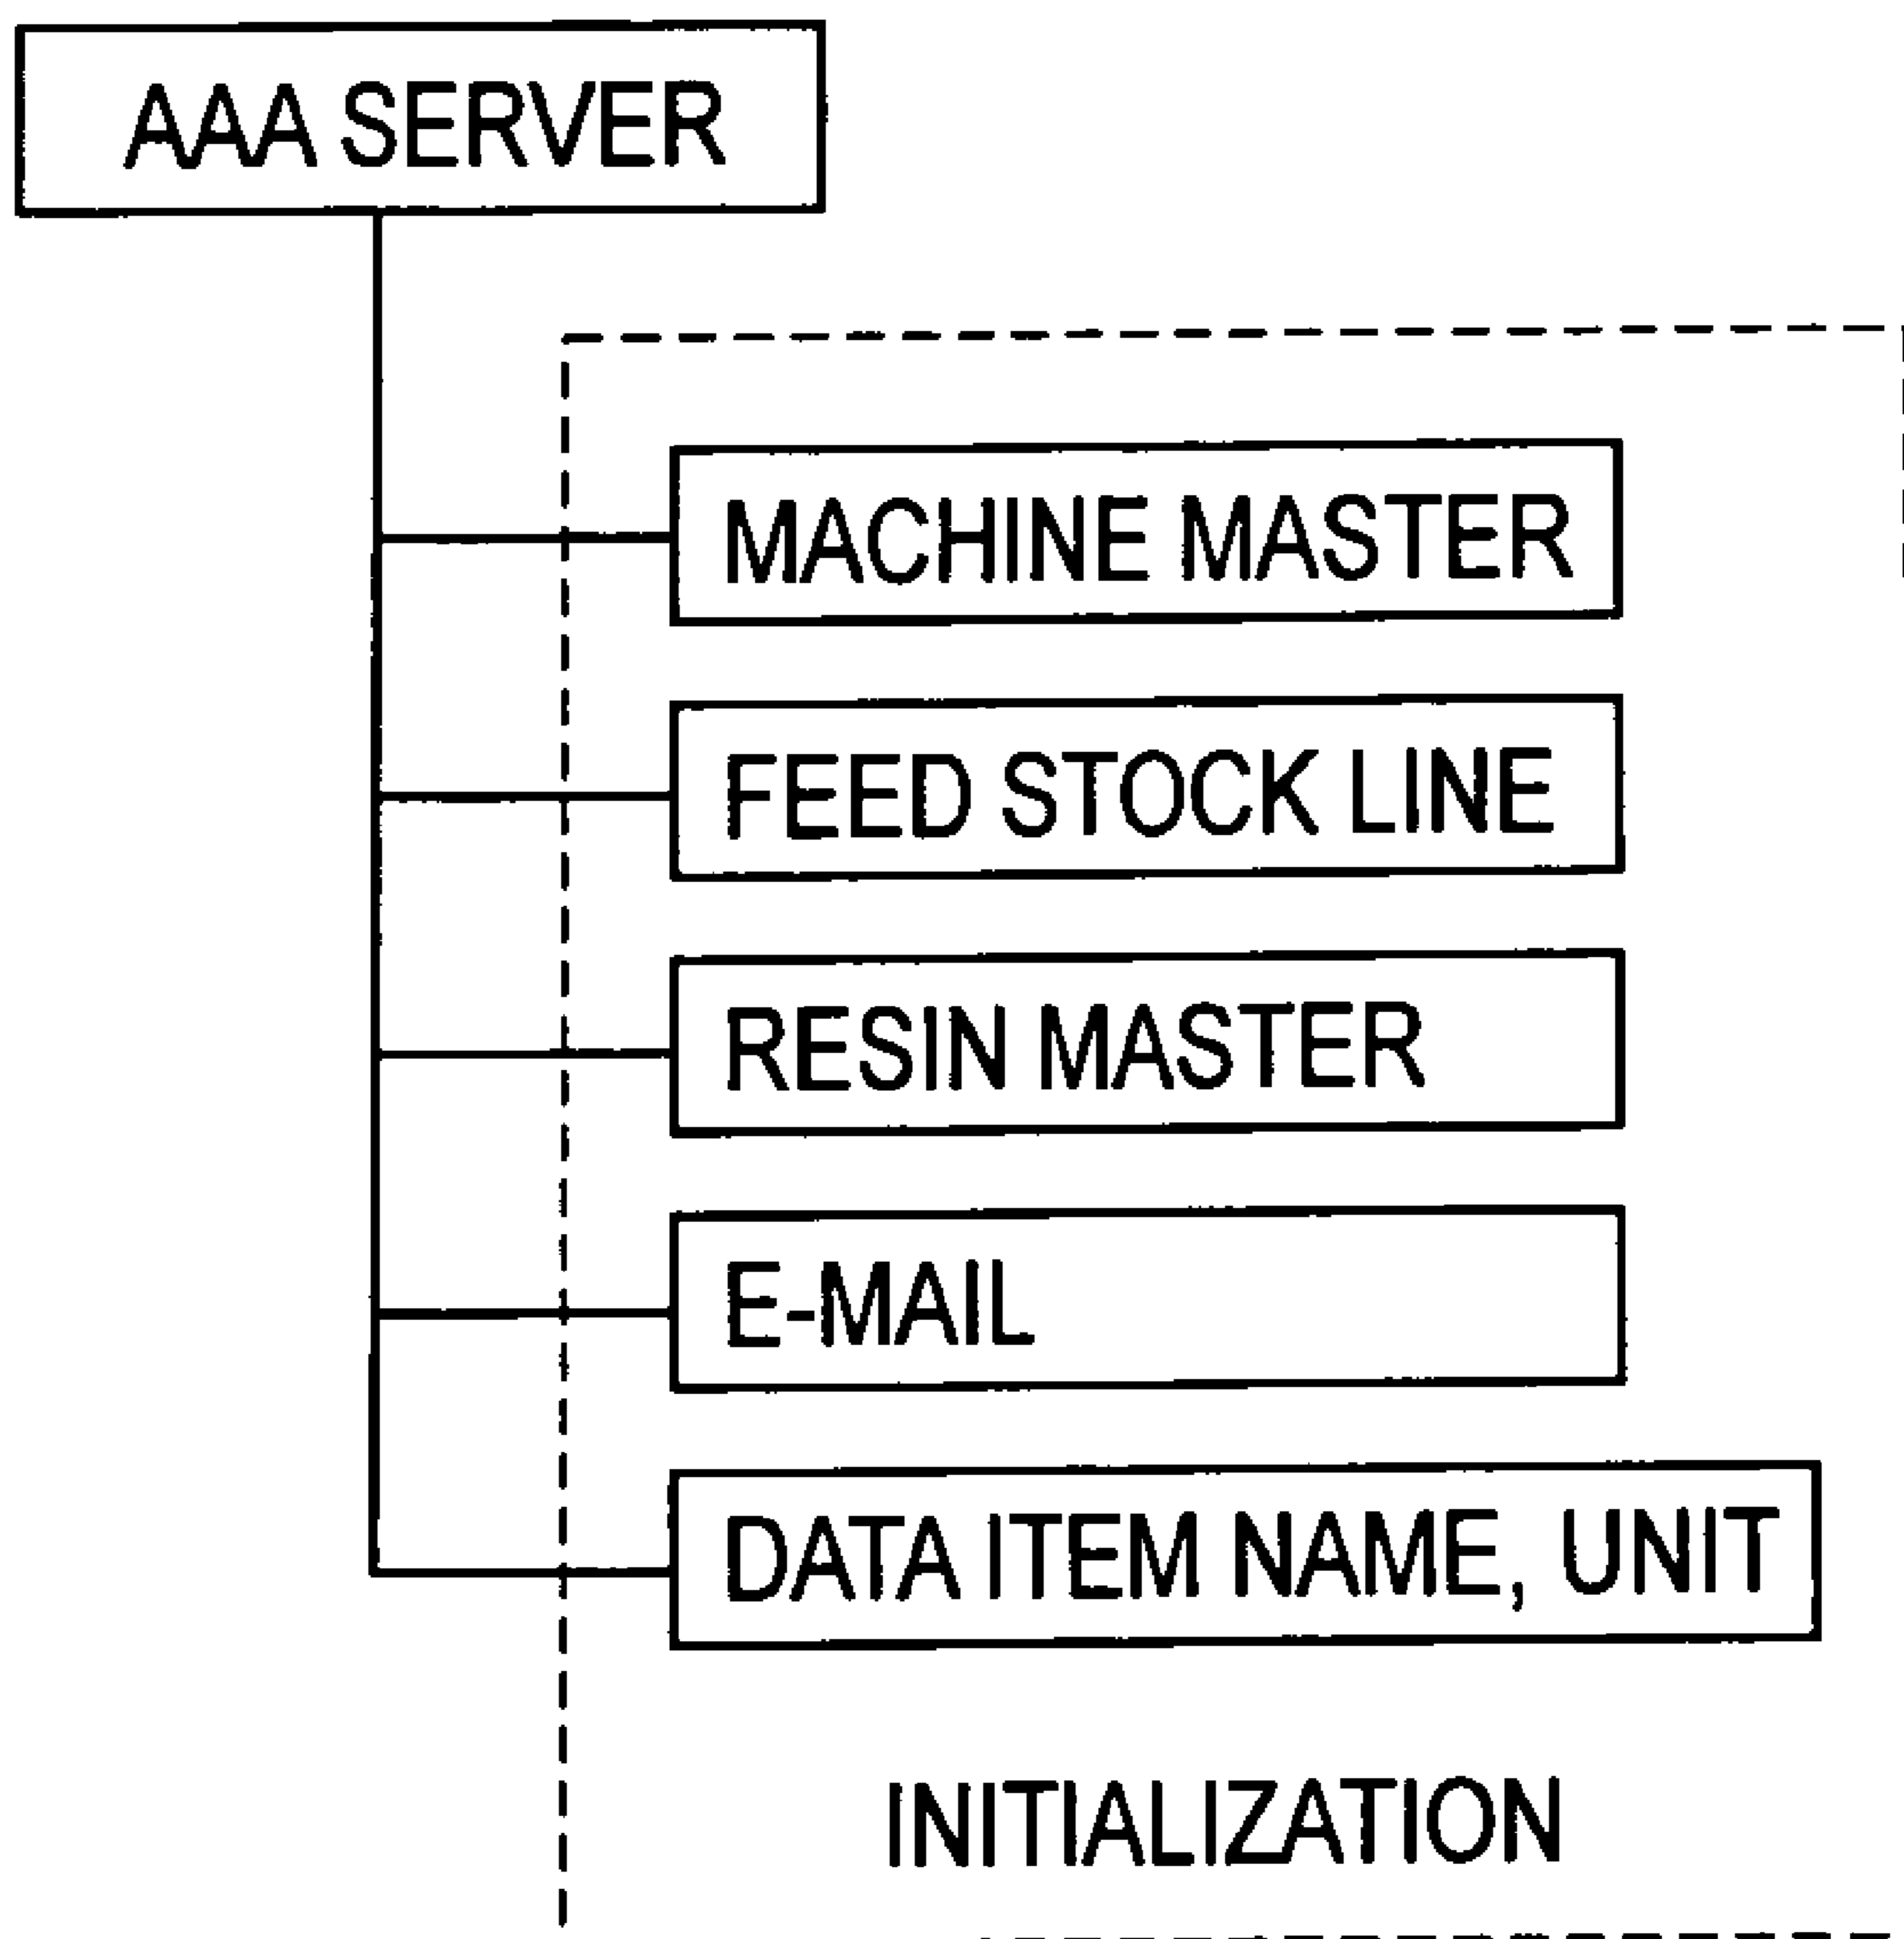 AAA SERVER
MACHINE MASTER
FEED STOCK LINE
RESIN MASTER
E-MAIL
DATA ITEM NAME, UNIT
INITIALIZATION